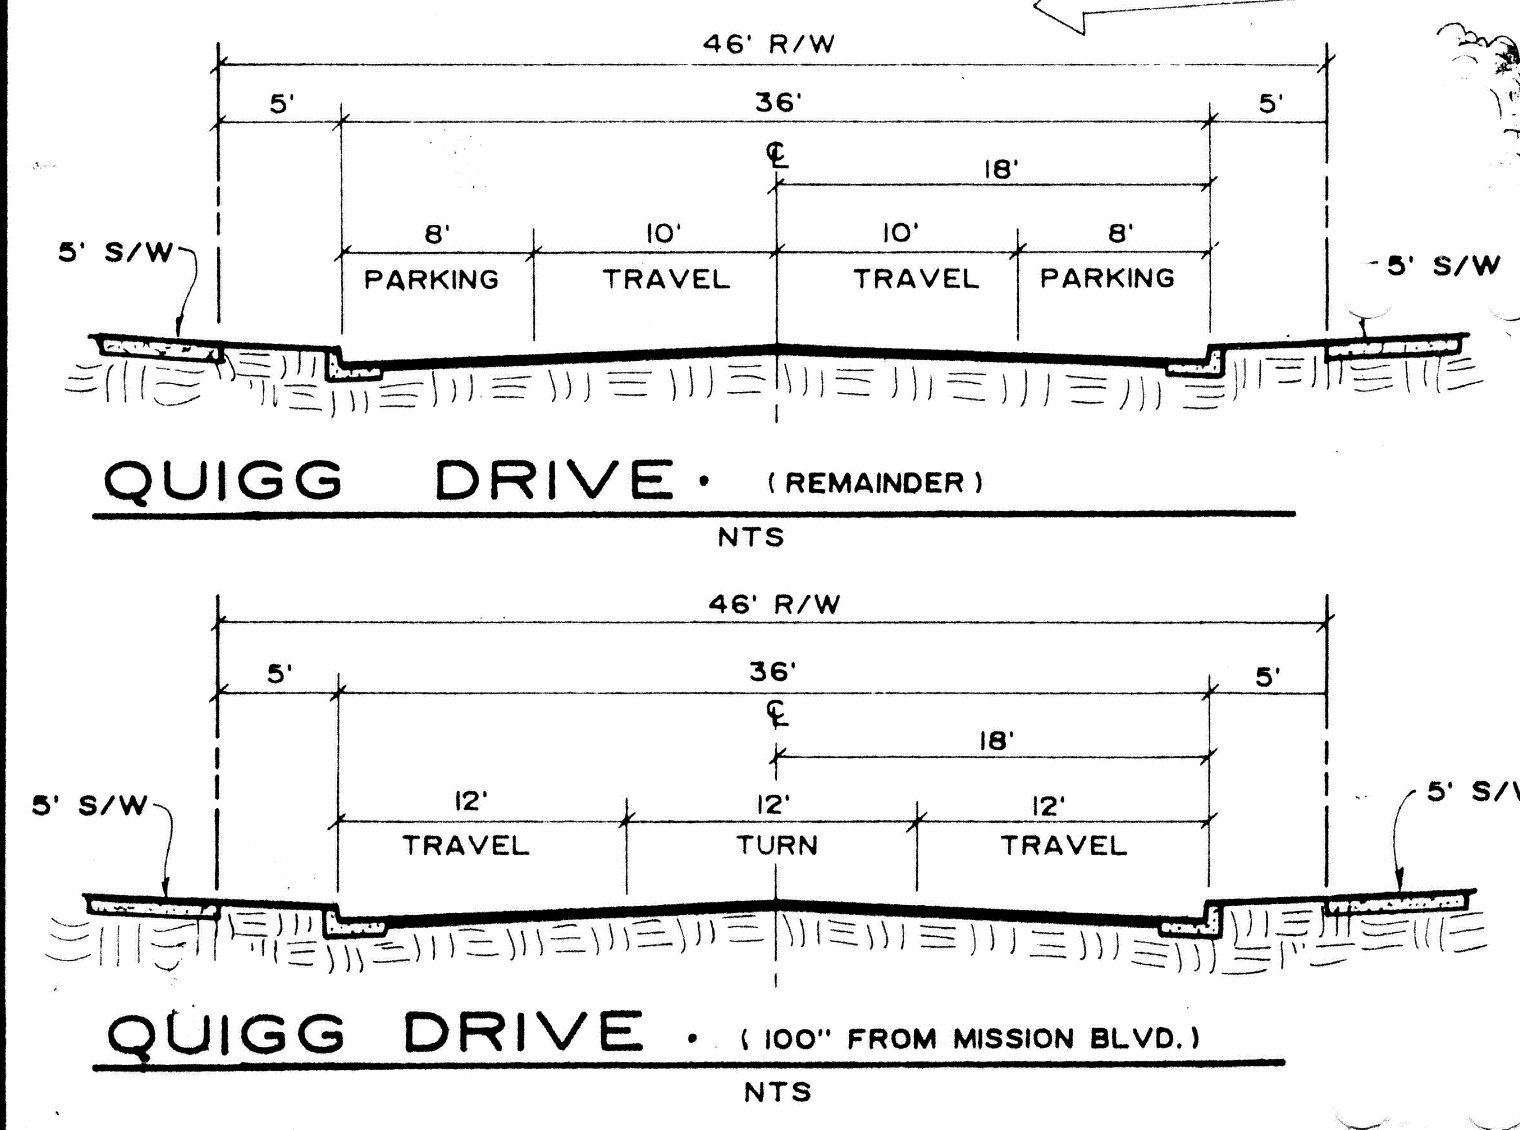 46' R/W
5' 36' 5'
℄
18'
8' 10' 10' 8'
5' S/W PARKING TRAVEL TRAVEL PARKING 5' S/W
QUIGG DRIVE • (REMAINDER)
NTS
46' R/W
5' 36' 5'
℄
18'
12' 12' 12'
5' S/W TRAVEL TURN TRAVEL 5' S/
QUIGG DRIVE • (100" FROM MISSION BLVD.)
NTS